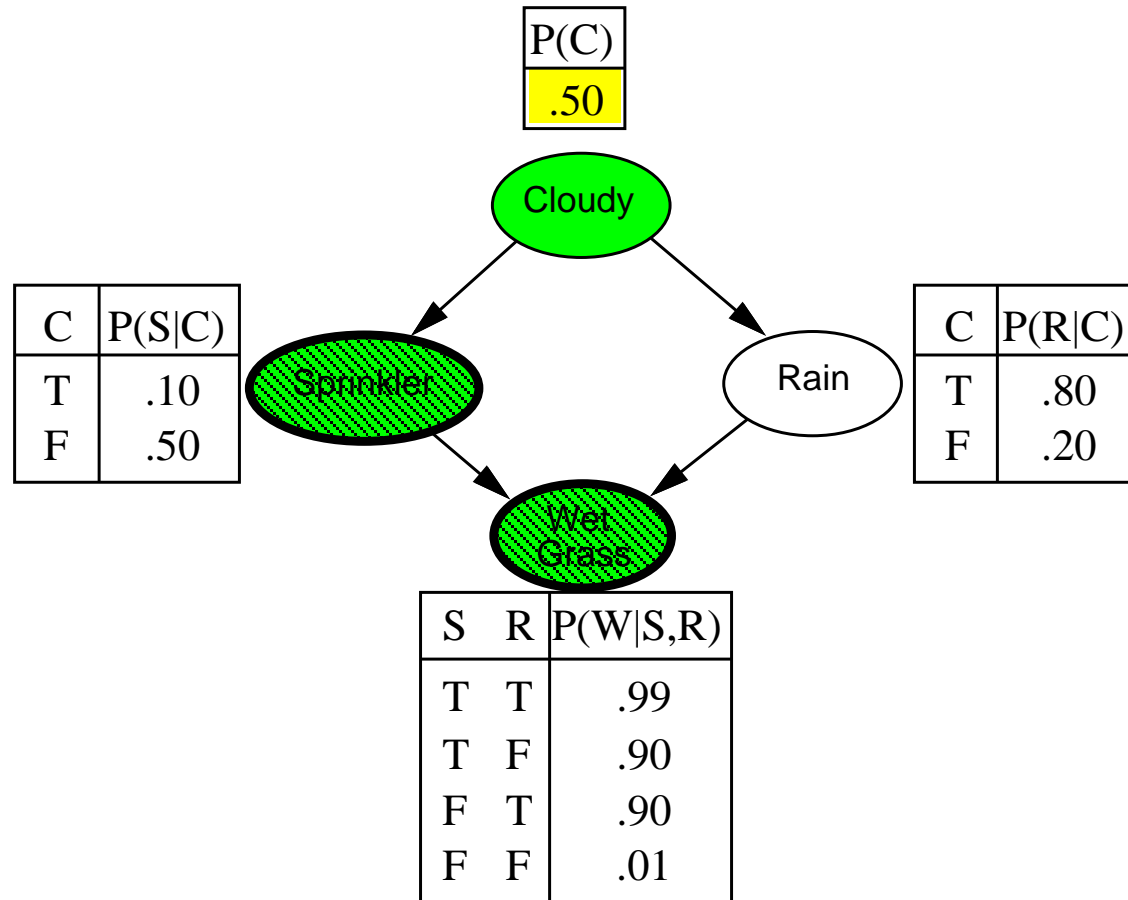 P(C)
.50
Cloudy
C P(S|C)
T .10
F .50
Sprinkler
Rain
C P(R|C)
T .80
F .20
Wet
Grass
S R P(W|S,R)
T T .99
T F .90
F T .90
F F .01